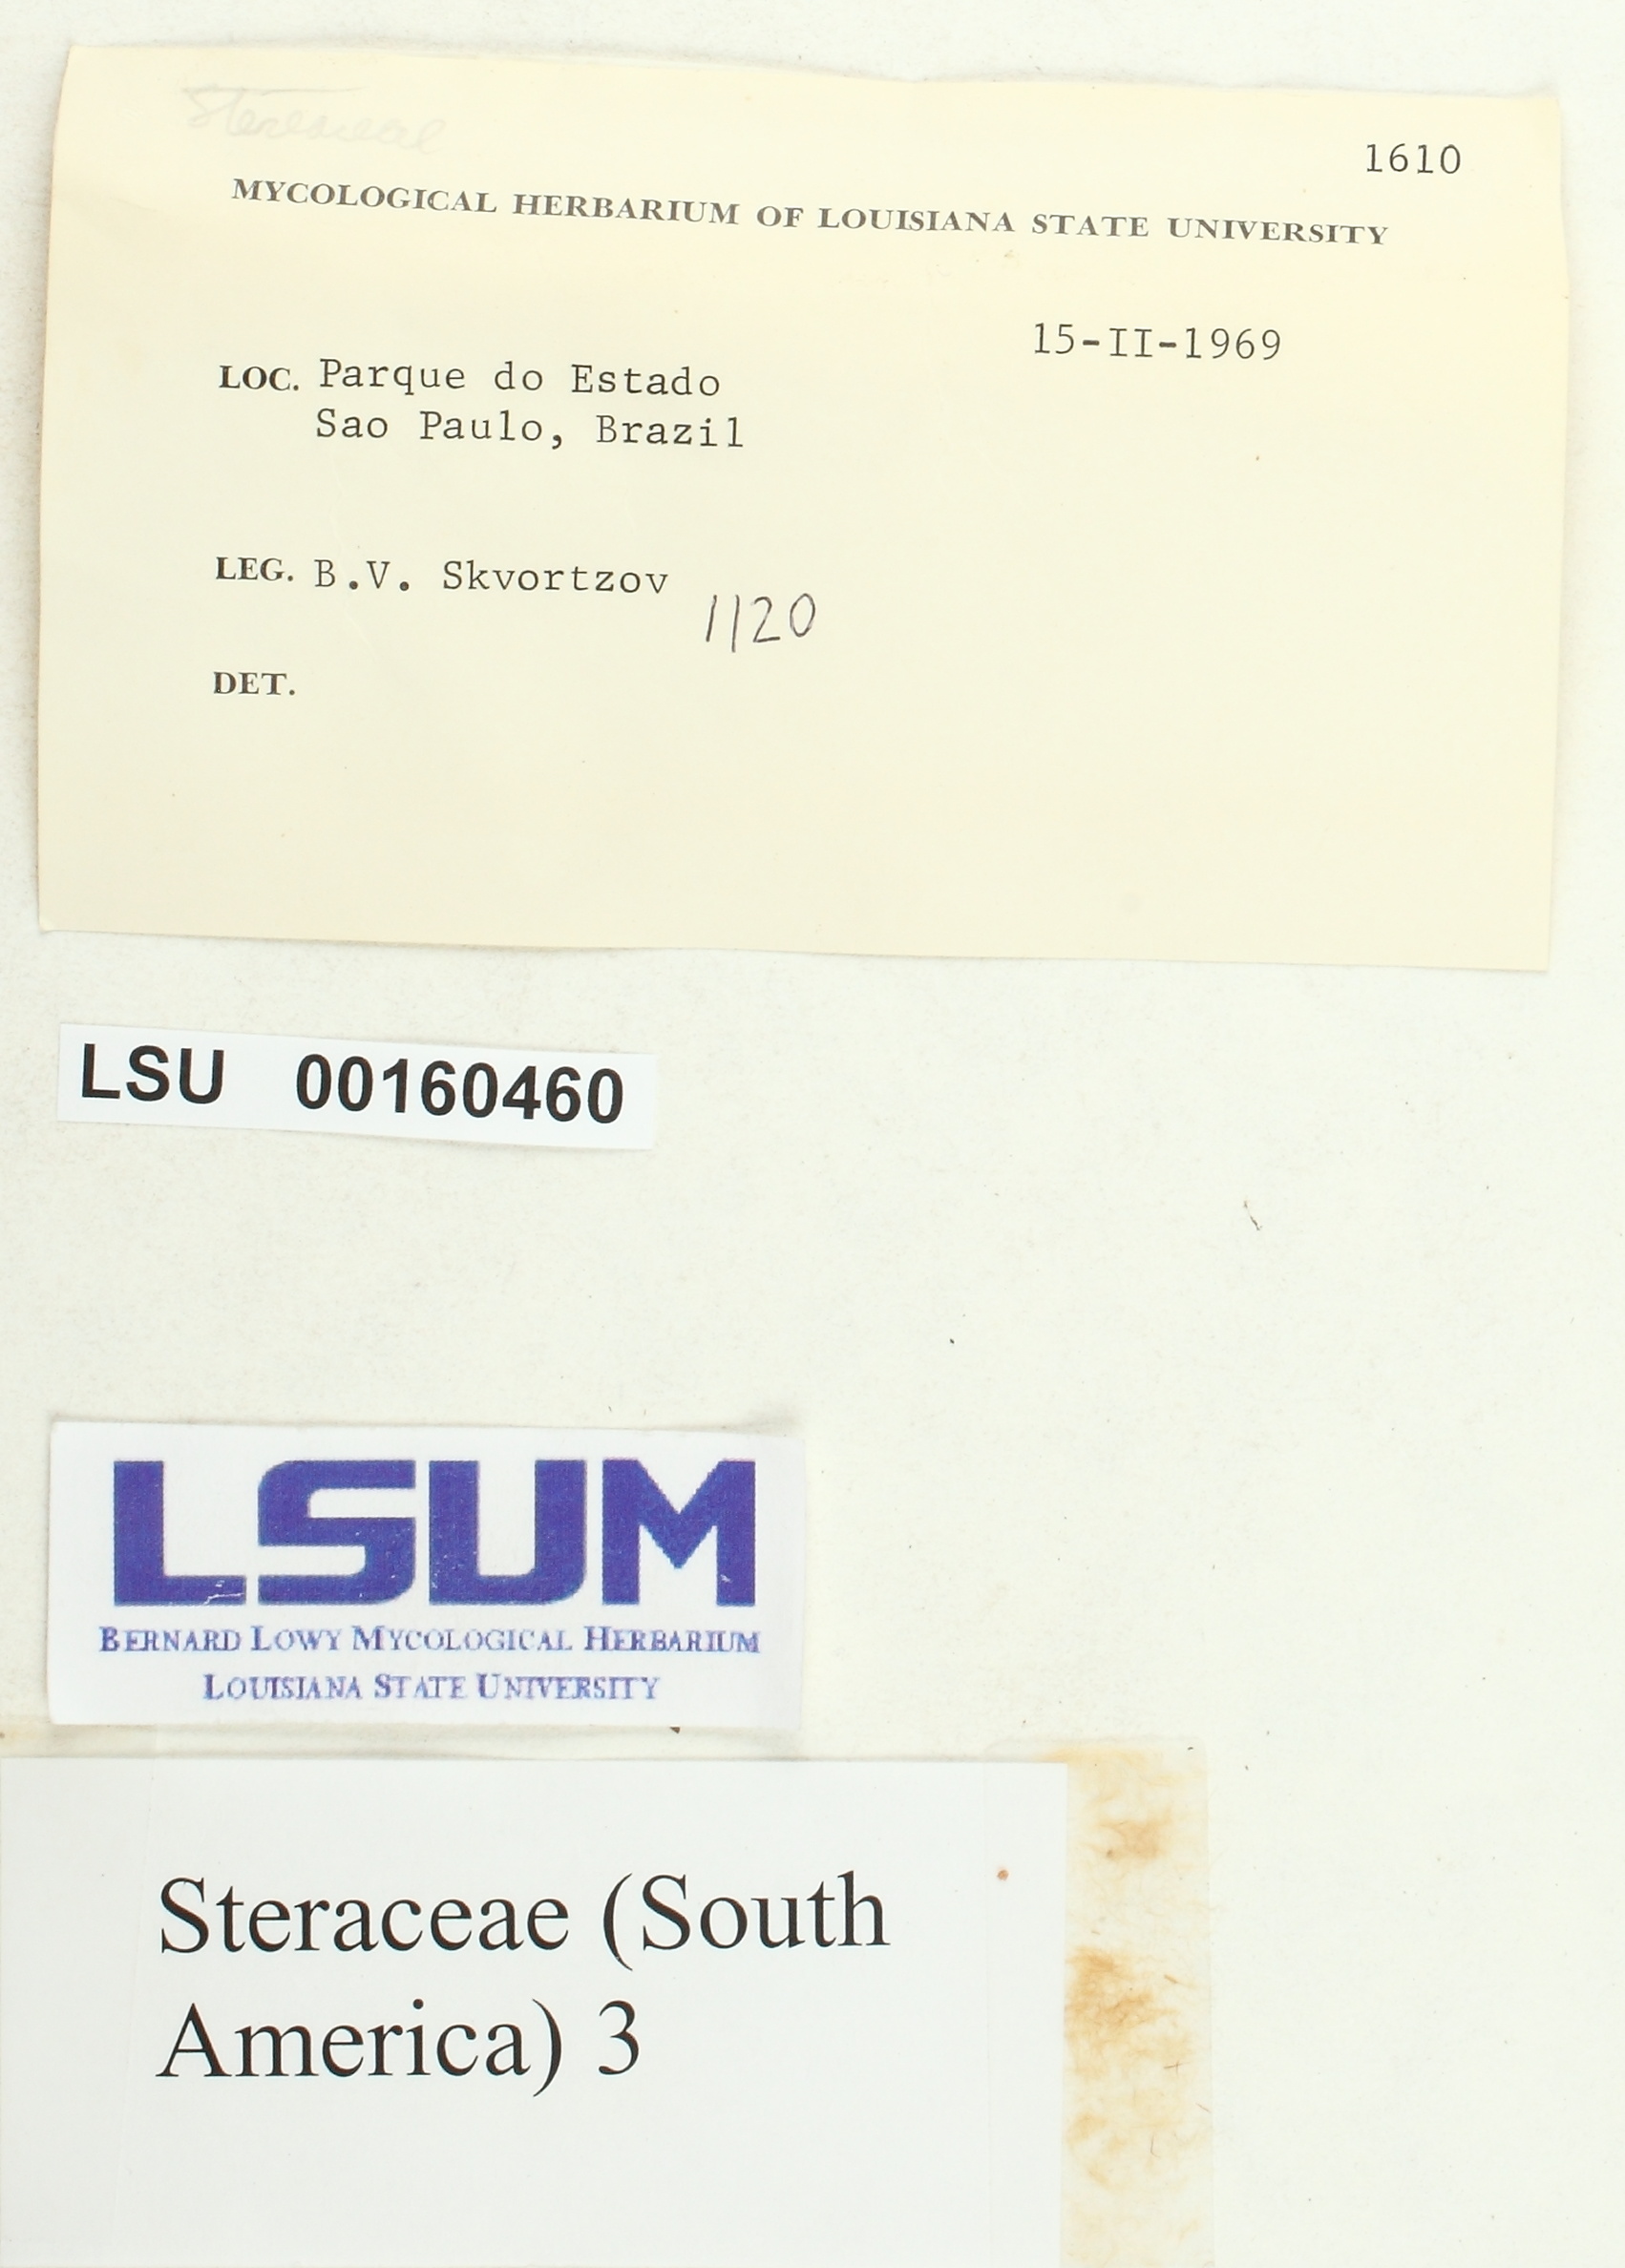 Stereaceae
1610
MYCOLOGICAL HERBARIUM OF LOUISIANA STATE UNIVERSITY
15-II-1969
LOC. Parque do Estado
Sao Paulo, Brazil
LEG. B.V. Skvortzov
1120
DET.
LSU 00160460
LSUM
BERNARD LOWY MYCOLOGICAL HERBARIUM
LOUISIANA STATE UNIVERSITY
Steraceae (South
America) 3